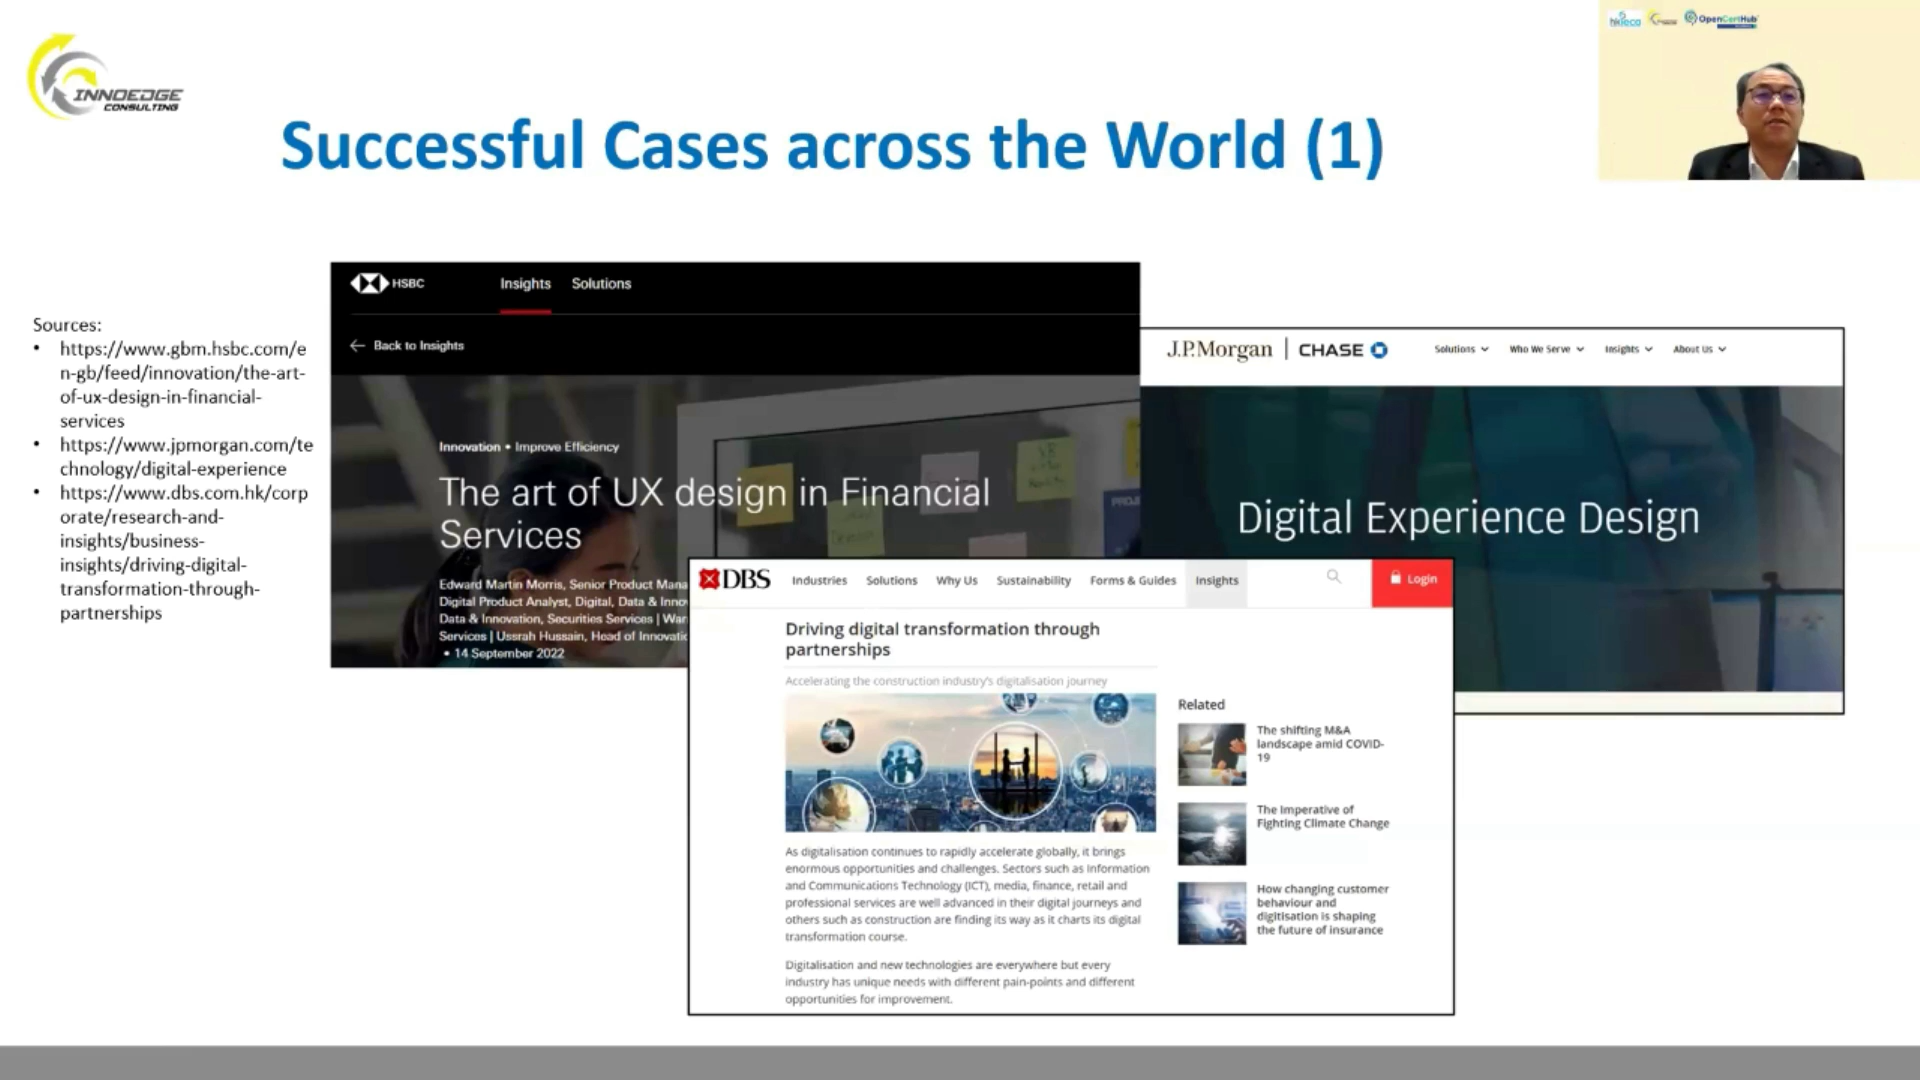 INNOEDGE
CONSULTING
hkteca
OpenCertHub
Successful Cases across the World (1)
Sources:
• https://www.gbm.hsbc.com/e
n-gb/feed/innovation/the-art-
of-ux-design-in-financial-
services
• https://www.jpmorgan.com/te
chnology/digital-experience
• https://www.dbs.com.hk/corp
orate/research-and-
insights/business-
insights/driving-digital-
transformation-through-
partnerships
HSBC
Insights
Solutions
← Back to Insights
Innovation • Improve Efficiency
The art of UX design in Financial
Services
Edward Martin Morris, Senior Product Mana
Digital Product Analyst, Digital, Data & Inno
Data & Innovation, Securities Services | War
Services | Ussrah Hussain, Head of Innovati
• 14 September 2022
J.P.Morgan | CHASE
Solutions
Who We Serve
Insights
About Us
Digital Experience Design
DBS
Industries
Solutions
Why Us
Sustainability
Forms & Guides
Insights
Login
Driving digital transformation through
partnerships
Accelerating the construction industry's digitalisation journey
As digitalisation continues to rapidly accelerate globally, it brings
enormous opportunities and challenges. Sectors such as Information
and Communications Technology (ICT), media, finance, retail and
professional services are well advanced in their digital journeys and
others such as construction are finding its way as it charts its digital
transformation course.
Digitalisation and new technologies are everywhere but every
industry has unique needs with different pain-points and different
opportunities for improvement.
Related
The shifting M&A
landscape amid COVID-
19
The Imperative of
Fighting Climate Change
How changing customer
behaviour and
digitisation is shaping
the future of insurance